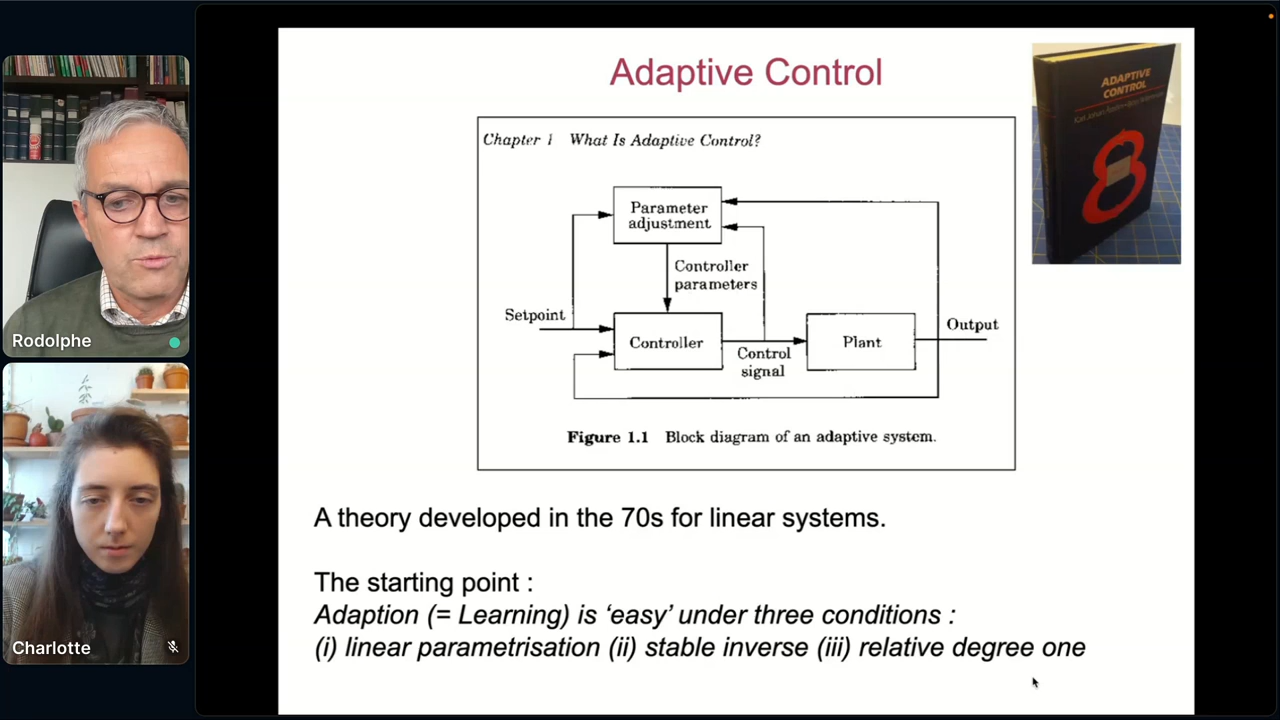 Adaptive Control
ADAPTIVE
CONTROL
Chapter 1 What Is Adaptive Control?
Parameter
adjustment
Controller
parameters
Setpoint
Controller
Control
signal
Plant
Output
Figure 1.1 Block diagram of an adaptive system.
A theory developed in the 70s for linear systems.
The starting point :
Adaption (= Learning) is ‘easy’ under three conditions :
(i) linear parametrisation (ii) stable inverse (iii) relative degree one
Rodolphe
Charlotte